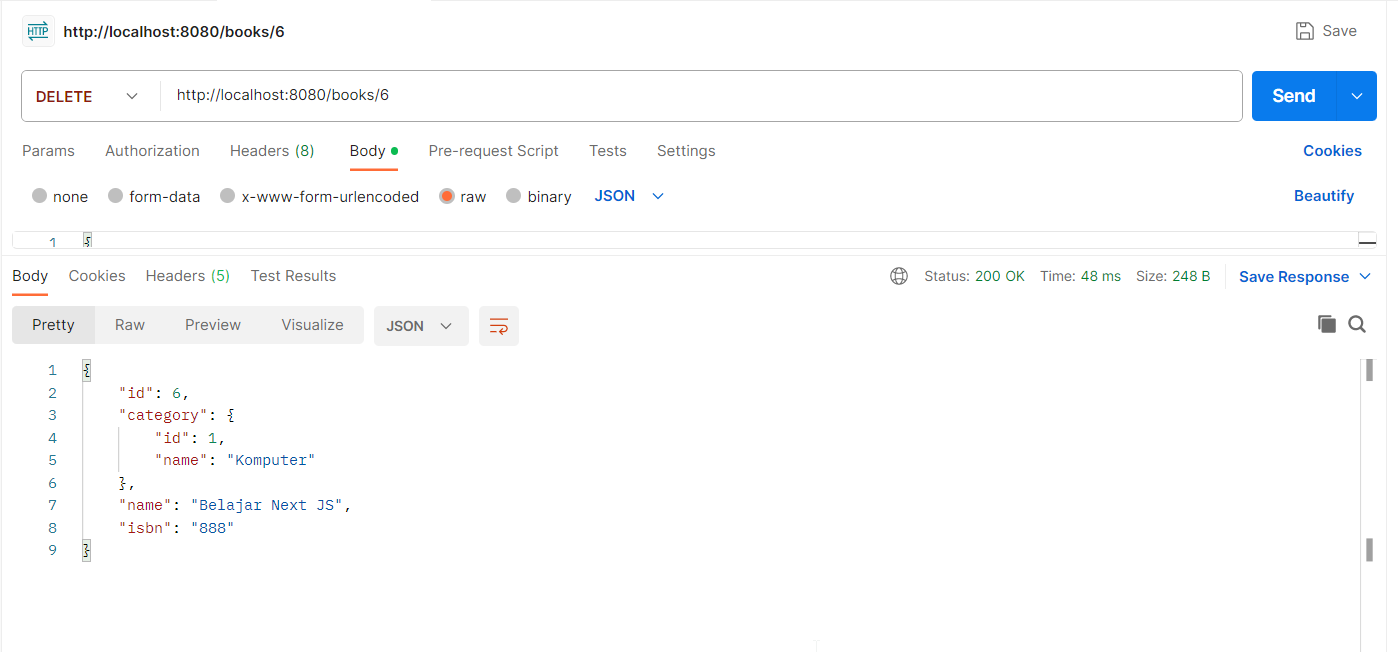 HTTP http://localhost:8080/books/6 Save
DELETE http://localhost:8080/books/6 Send
Params Authorization Headers (8) Body Pre-request Script Tests Settings Cookies
none form-data x-www-form-urlencoded raw binary JSON Beautify
1 {
Body Cookies Headers (5) Test Results Status: 200 OK Time: 48 ms Size: 248 B Save Response
Pretty Raw Preview Visualize JSON
1 {
2 "id": 6,
3 "category": {
4 "id": 1,
5 "name": "Komputer"
6 },
7 "name": "Belajar Next JS",
8 "isbn": "888"
9 }